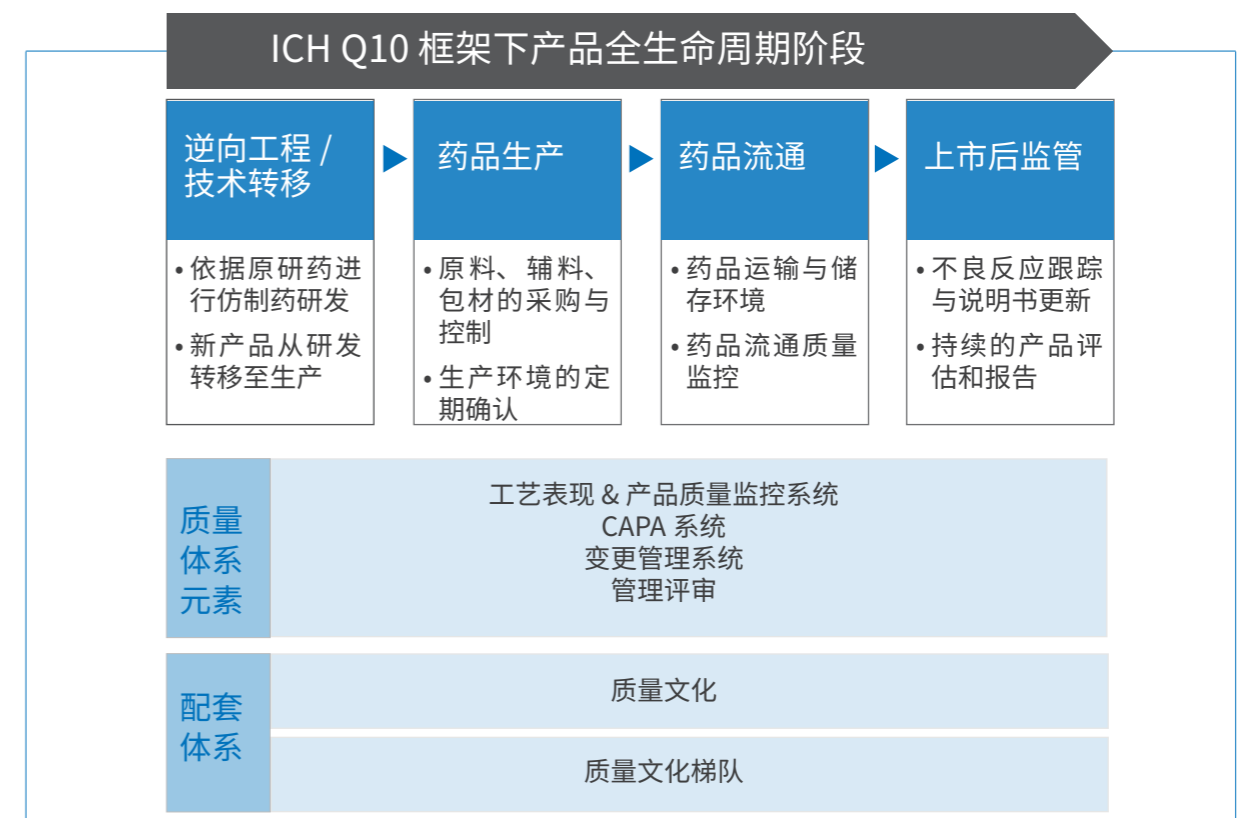 ICH Q10 框架下产品全生命周期阶段
逆向工程 /
技术转移
• 依据原研药进
行仿制药研发
• 新产品从研发
转移至生产
药品生产
• 原料、辅料、
包材的采购与
控制
• 生产环境的定
期确认
药品流通
• 药品运输与储
存环境
• 药品流通质量
监控
上市后监管
• 不良反应跟踪
与说明书更新
• 持续的产品评
估和报告
质量
体系
元素
工艺表现 & 产品质量监控系统
CAPA 系统
变更管理系统
管理评审
配套
体系
质量文化
质量文化梯队